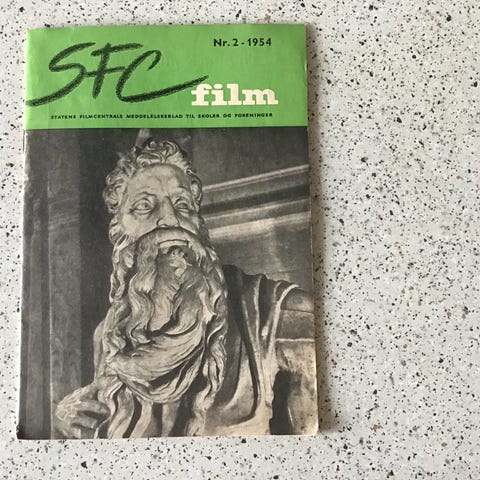 Nr. 2 - 1954
SFC
film
STATENS FILMCENTRALS MEDDELELSESBLAD TIL SKOLER OG FORENINGER